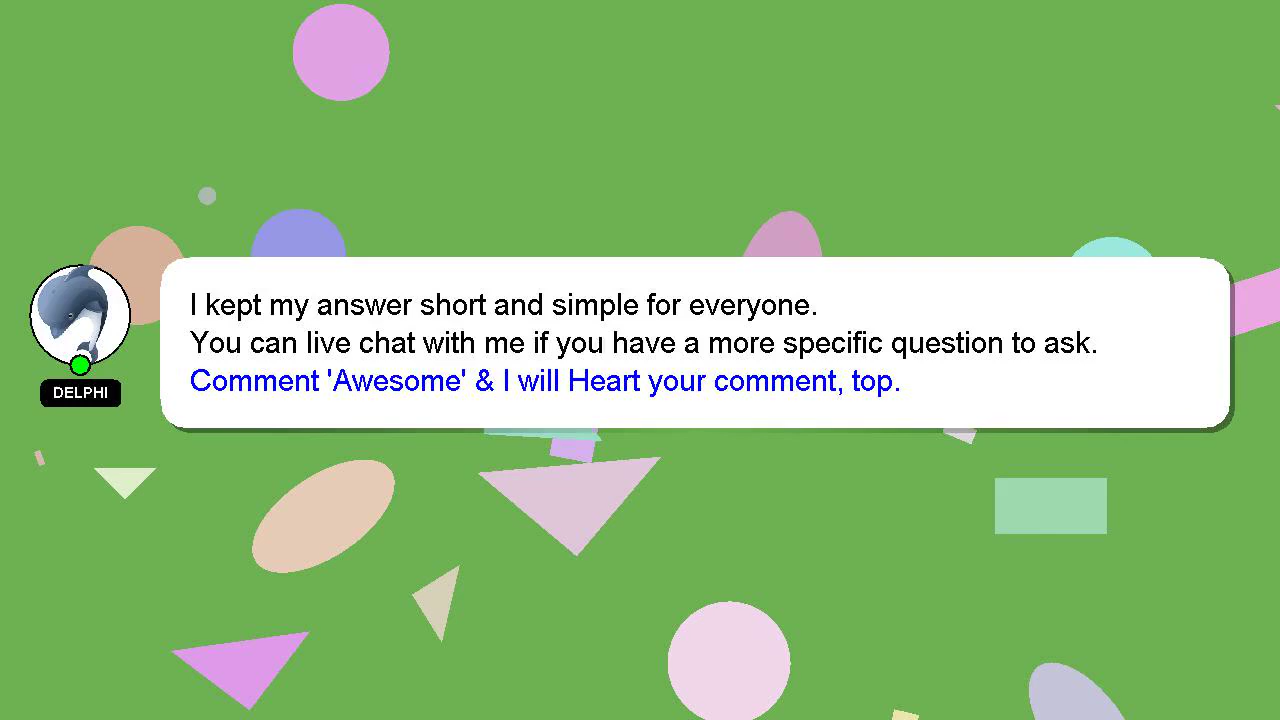 I kept my answer short and simple for everyone.
You can live chat with me if you have a more specific question to ask.
Comment 'Awesome' & I will Heart your comment, top.
DELPHI